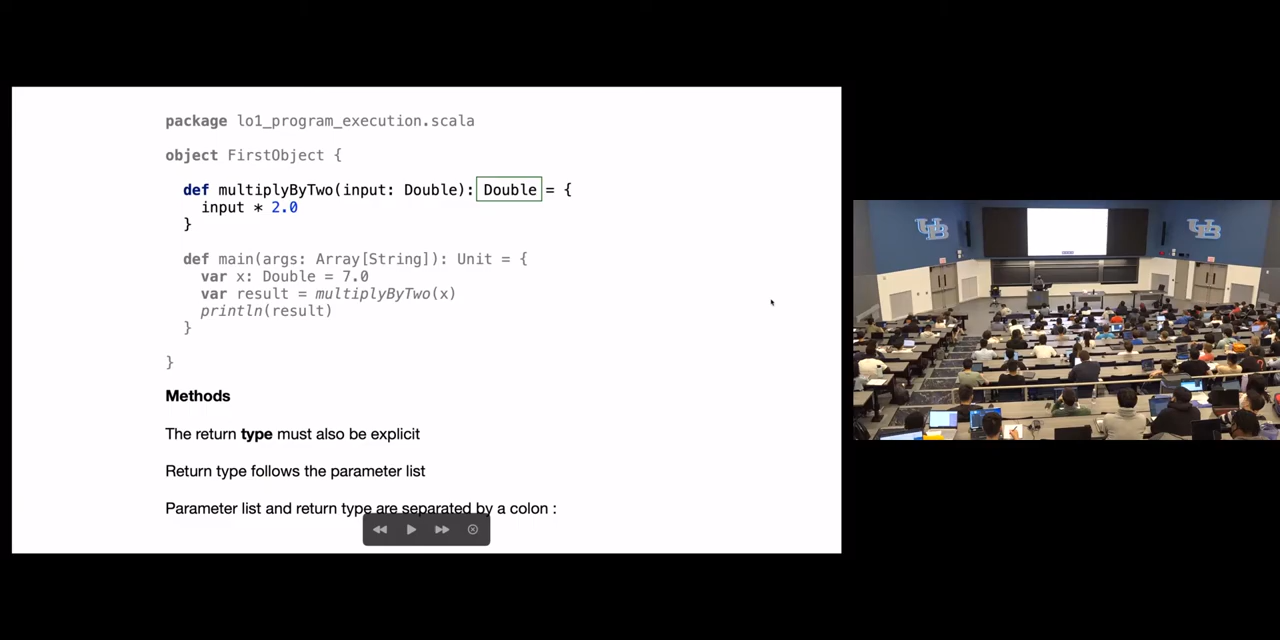 package lo1_program_execution.scala
object FirstObject {
def multiplyByTwo(input: Double): Double = {
input * 2.0
}
def main(args: Array[String]): Unit = {
var x: Double = 7.0
var result = multiplyByTwo(x)
println(result)
}
}
Methods
The return type must also be explicit
Return type follows the parameter list
Parameter list and return type are separated by a colon :
UB
UB